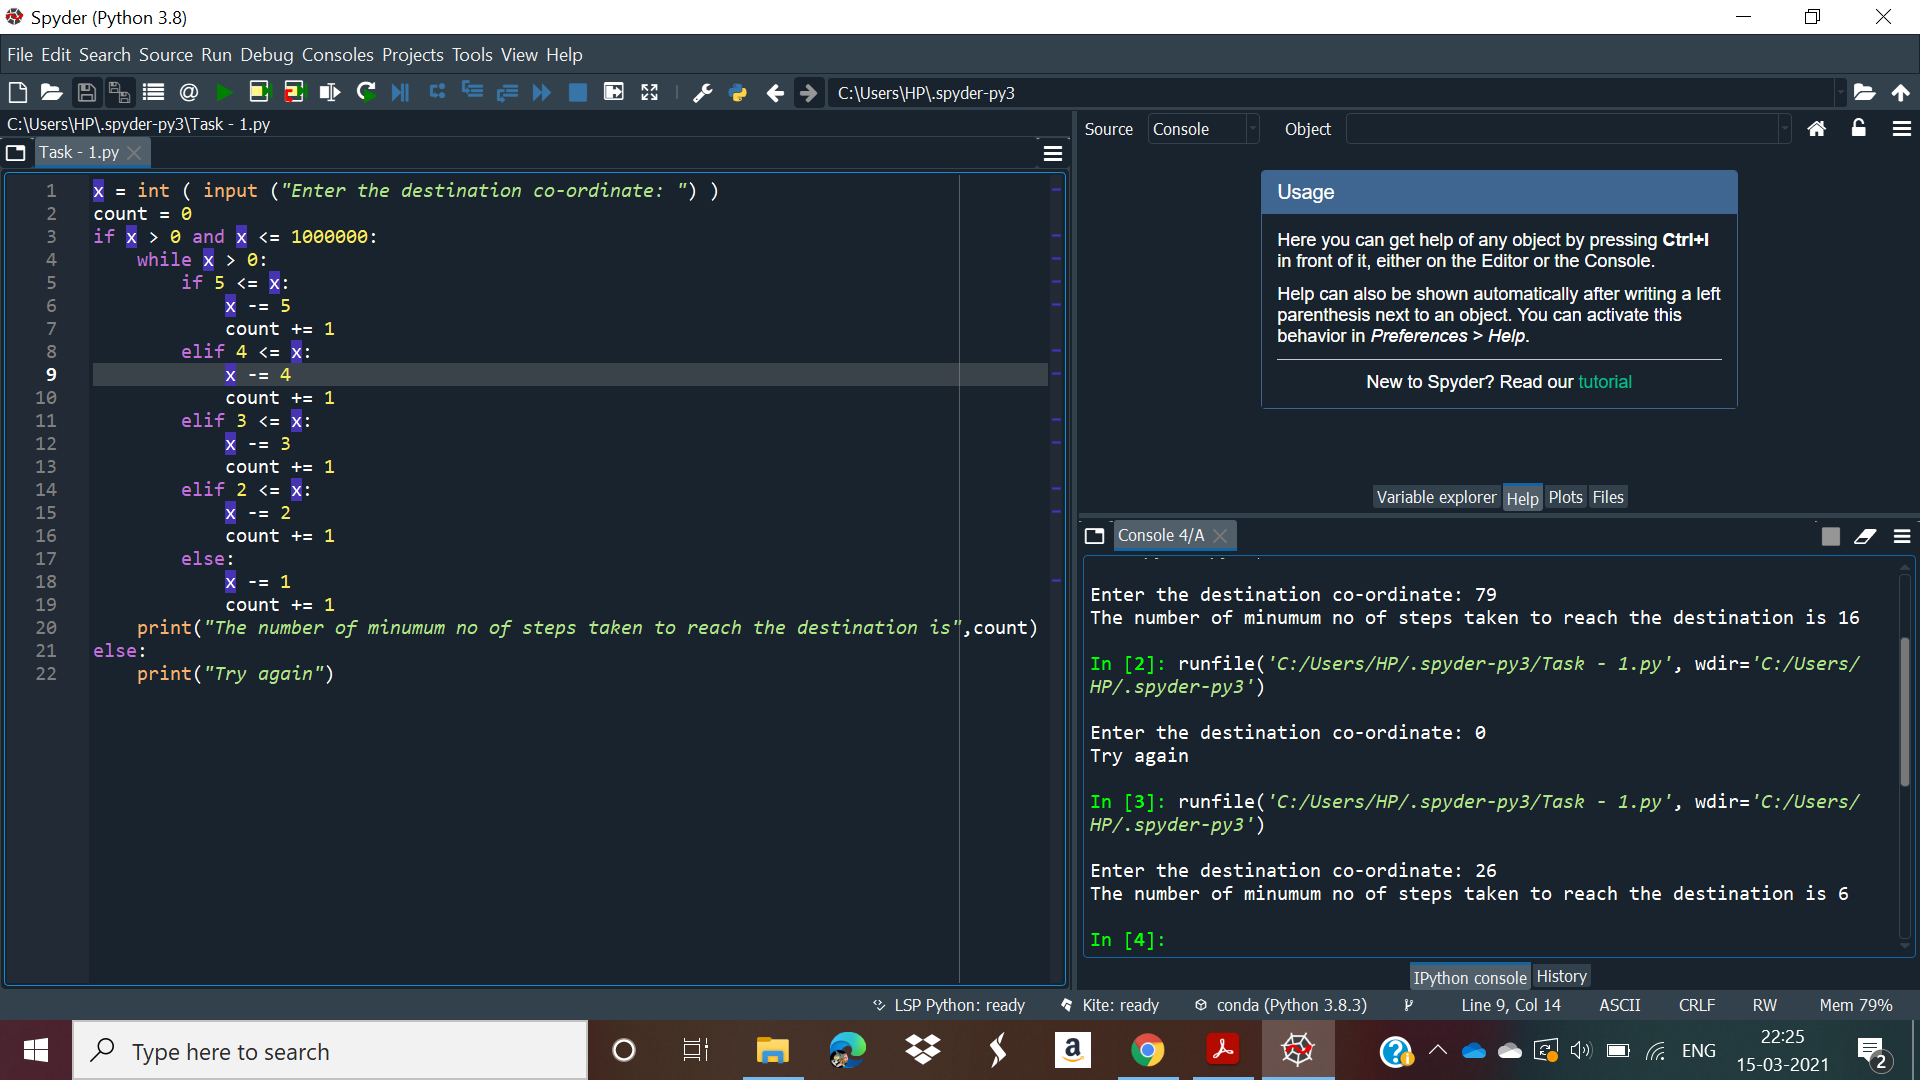 Spyder (Python 3.8)
File Edit Search Source Run Debug Consoles Projects Tools View Help
C:\Users\HP\.spyder-py3
C:\Users\HP\.spyder-py3\Task - 1.py
Task - 1.py
1 x = int ( input ("Enter the destination co-ordinate: ") )
2 count = 0
3 if x > 0 and x <= 1000000:
4 while x > 0:
5 if 5 <= x:
6 x -= 5
7 count += 1
8 elif 4 <= x:
9 x -= 4
10 count += 1
11 elif 3 <= x:
12 x -= 3
13 count += 1
14 elif 2 <= x:
15 x -= 2
16 count += 1
17 else:
18 x -= 1
19 count += 1
20 print("The number of minumum no of steps taken to reach the destination is",count)
21 else:
22 print("Try again")
Source Console Object
Usage
Here you can get help of any object by pressing Ctrl+I
in front of it, either on the Editor or the Console.
Help can also be shown automatically after writing a left
parenthesis next to an object. You can activate this
behavior in Preferences > Help.
New to Spyder? Read our tutorial
Variable explorer Help Plots Files
Console 4/A
Enter the destination co-ordinate: 79
The number of minumum no of steps taken to reach the destination is 16
In [2]: runfile('C:/Users/HP/.spyder-py3/Task - 1.py', wdir='C:/Users/
HP/.spyder-py3')
Enter the destination co-ordinate: 0
Try again
In [3]: runfile('C:/Users/HP/.spyder-py3/Task - 1.py', wdir='C:/Users/
HP/.spyder-py3')
Enter the destination co-ordinate: 26
The number of minumum no of steps taken to reach the destination is 6
In [4]:
IPython console History
LSP Python: ready Kite: ready conda (Python 3.8.3) Line 9, Col 14 ASCII CRLF RW Mem 79%
Type here to search
ENG
22:25
15-03-2021
2